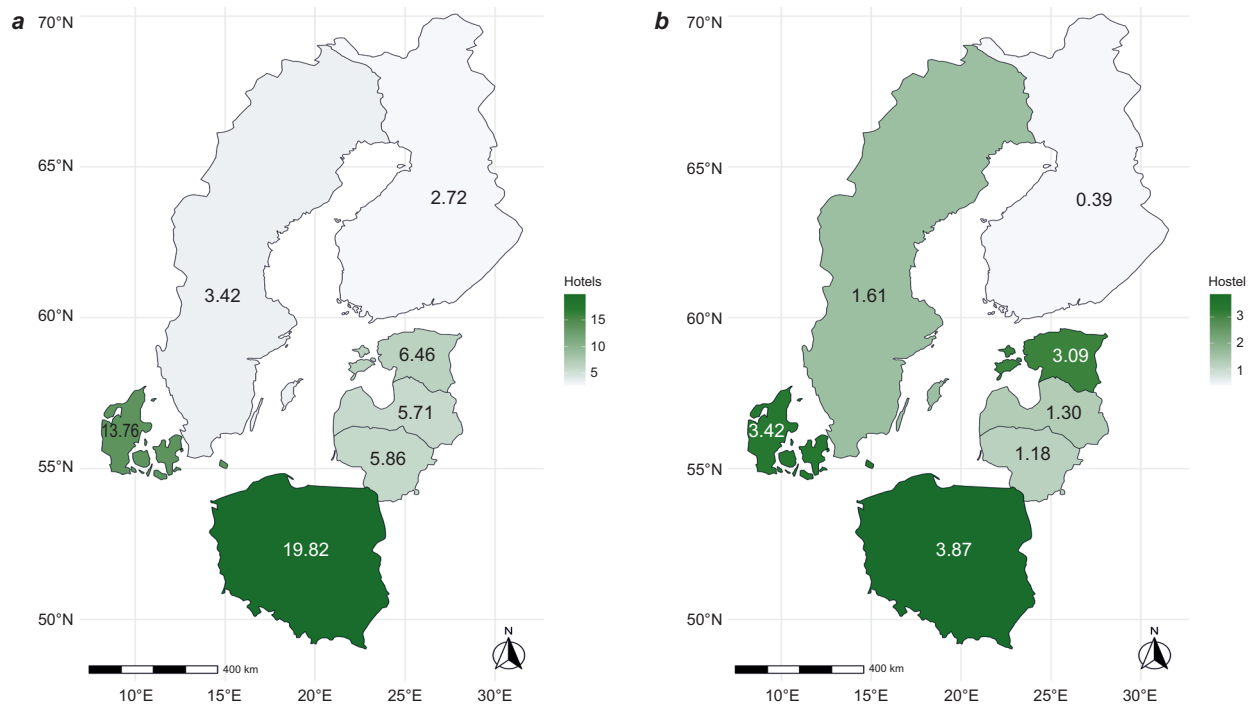 a
70°N
65°N
60°N
55°N
50°N
2.72
3.42
6.46
5.71
13.76
5.86
19.82
Hotels
15
10
5
N
400 km
10°E 15°E 20°E 25°E 30°E
b
70°N
65°N
60°N
55°N
50°N
0.39
1.61
3.09
1.30
3.42
1.18
3.87
Hostel
3
2
1
N
400 km
10°E 15°E 20°E 25°E 30°E